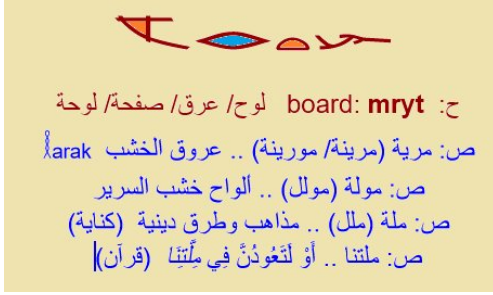 ح: board: mryt لوح/ عرق/ صفحة/ لوحة
ص: مرية (مرينة/ مورينة) .. عروق الخشب arak
ص: مولة (مولل) .. ألواح خشب السرير
ص: ملة (ملل) .. مذاهب وطرق دينية (كناية)
ص: ملتنا .. أَوْ لَتَعُودُنَّ فِي مِلَّتِنَا (قرآن)